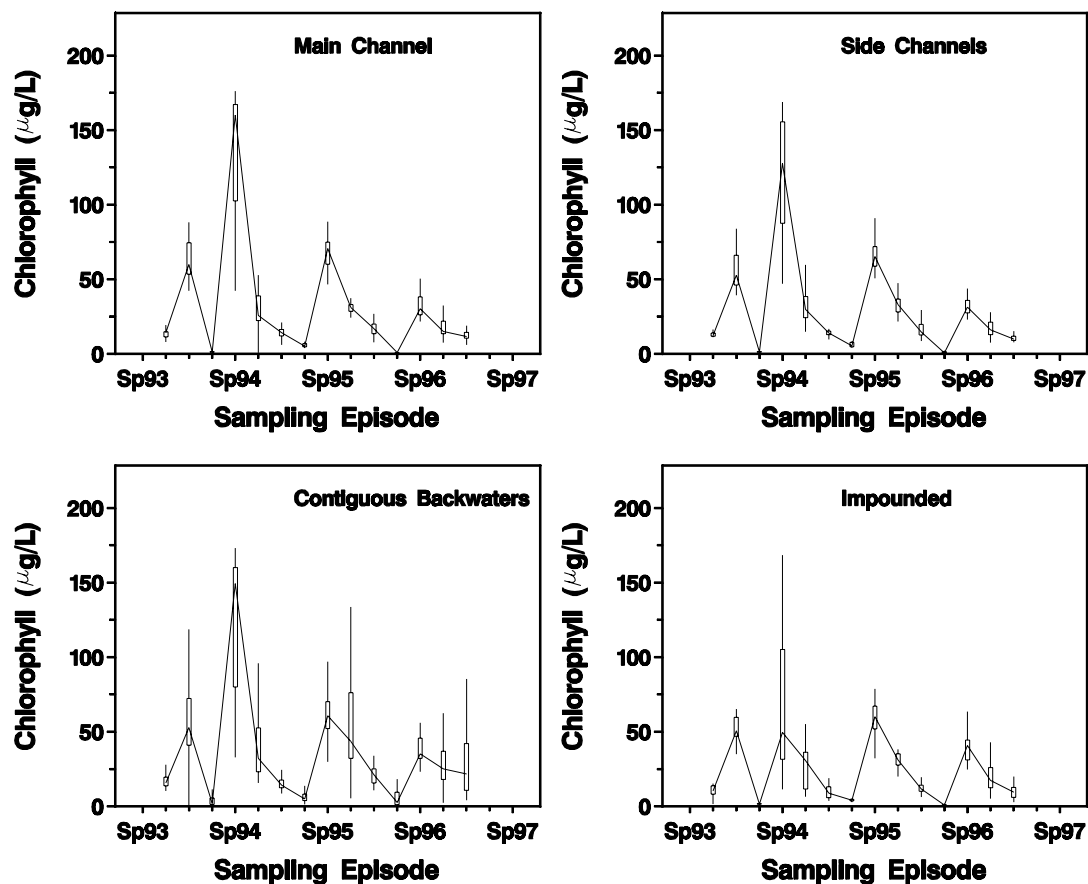 Main Channel
Chlorophyll (μg/L)
200
150
100
50
0
Sp93 Sp94 Sp95 Sp96 Sp97
Sampling Episode
Side Channels
Chlorophyll (μg/L)
200
150
100
50
0
Sp93 Sp94 Sp95 Sp96 Sp97
Sampling Episode
Contiguous Backwaters
Chlorophyll (μg/L)
200
150
100
50
0
Sp93 Sp94 Sp95 Sp96 Sp97
Sampling Episode
Impounded
Chlorophyll (μg/L)
200
150
100
50
0
Sp93 Sp94 Sp95 Sp96 Sp97
Sampling Episode